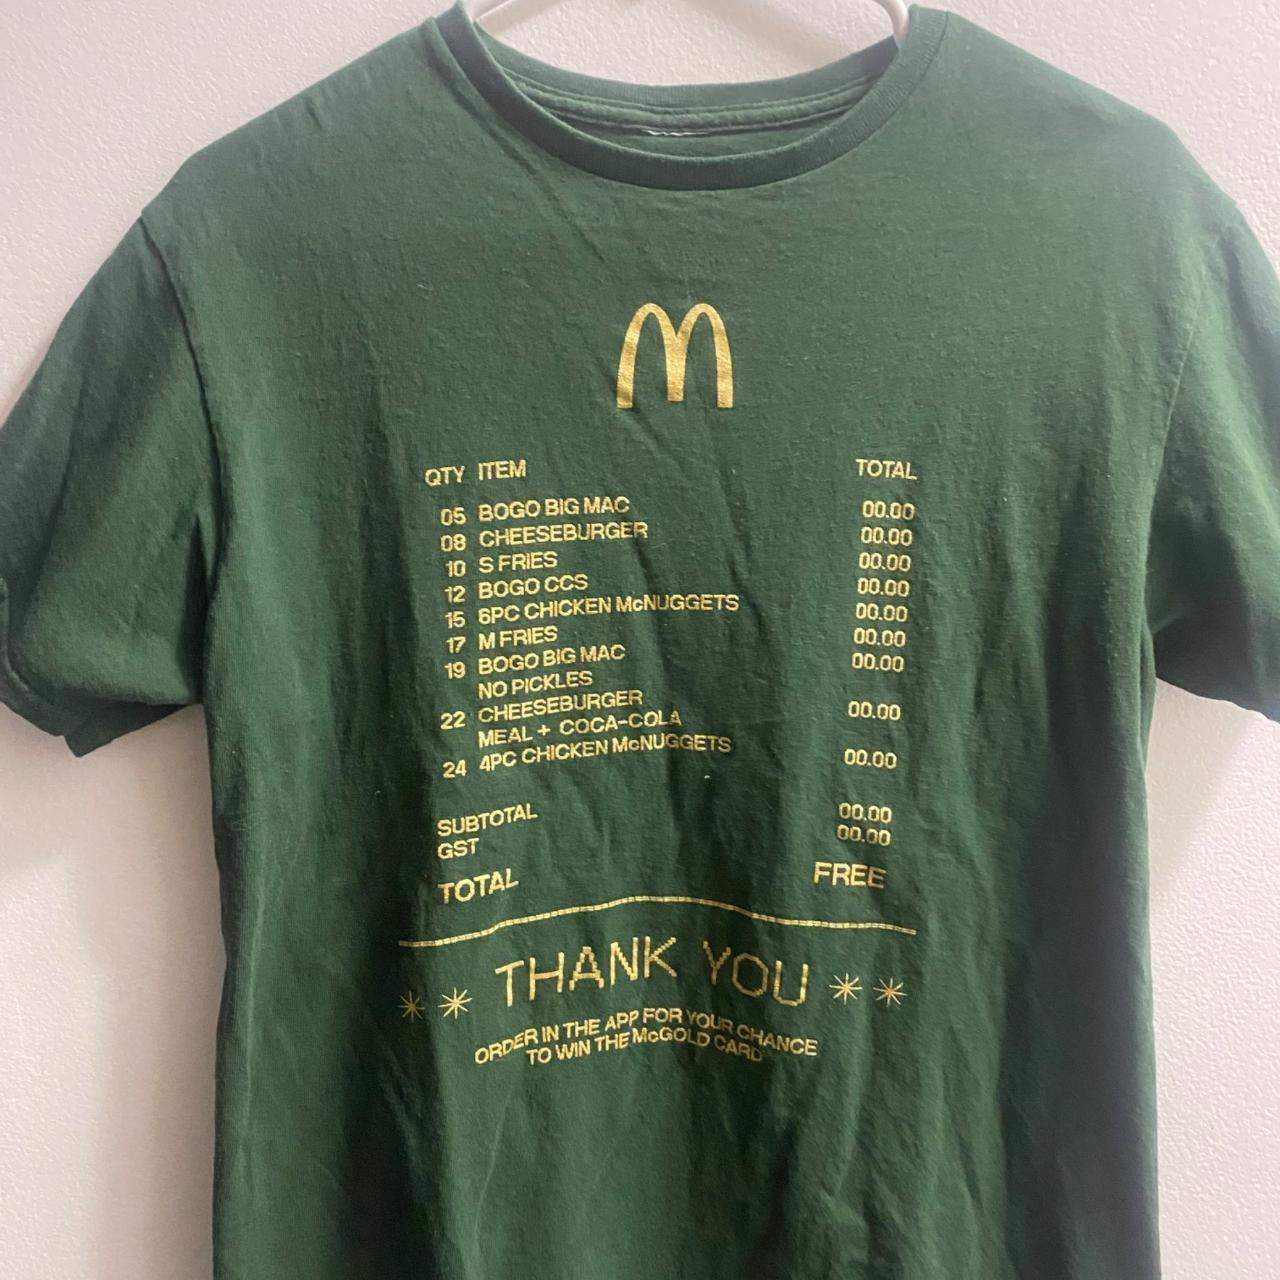 QTY ITEM TOTAL
05 BOGO BIG MAC 00.00
08 CHEESEBURGER 00.00
10 S FRIES 00.00
12 BOGO CCS 00.00
15 6PC CHICKEN McNUGGETS 00.00
17 M FRIES 00.00
19 BOGO BIG MAC 00.00
NO PICKLES
22 CHEESEBURGER 00.00
MEAL + COCA-COLA
24 4PC CHICKEN McNUGGETS 00.00
SUBTOTAL 00.00
GST 00.00
TOTAL FREE
** THANK YOU **
ORDER IN THE APP FOR YOUR CHANCE
TO WIN THE McGOLD CARD